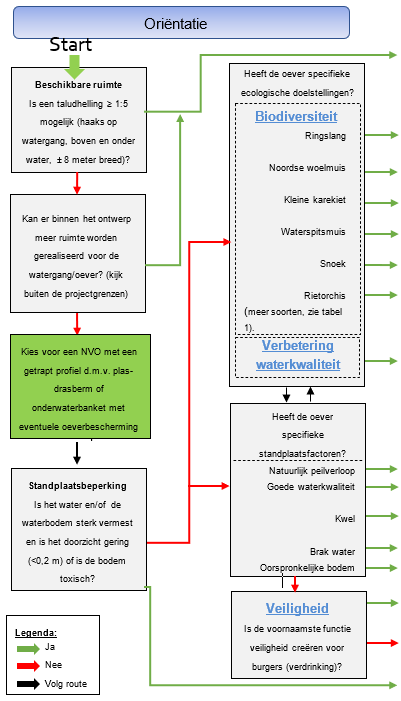 Oriëntatie
Start
Beschikbare ruimte
Is een taludhelling ≥ 1:5
mogelijk (haaks op
watergang, boven en onder
water, ± 8 meter breed)?
Kan er binnen het ontwerp
meer ruimte worden
gerealiseerd voor de
watergang/oever? (kijk
buiten de projectgrenzen)
Kies voor een NVO met een
getrapt profiel d.m.v. plas-
drasberm of
onderwaterbanket met
eventuele oeverbescherming
Standplaatsbeperking
Is het water en/of de
waterbodem sterk vermest
en is het doorzicht gering
(<0,2 m) of is de bodem
toxisch?
Legenda:
Ja
Nee
Volg route
Heeft de oever specifieke
ecologische doelstellingen?
Biodiversiteit
Ringslang
Noordse woelmuis
Kleine karekiet
Waterspitsmuis
Snoek
Rietorchis
(meer soorten, zie tabel
1).
Verbetering
waterkwaliteit
Heeft de oever
specifieke
standplaatsfactoren?
Natuurlijk peilverloop
Goede waterkwaliteit
Kwel
Brak water
Oorspronkelijke bodem
Veiligheid
Is de voornaamste functie
veiligheid creëren voor
burgers (verdrinking)?